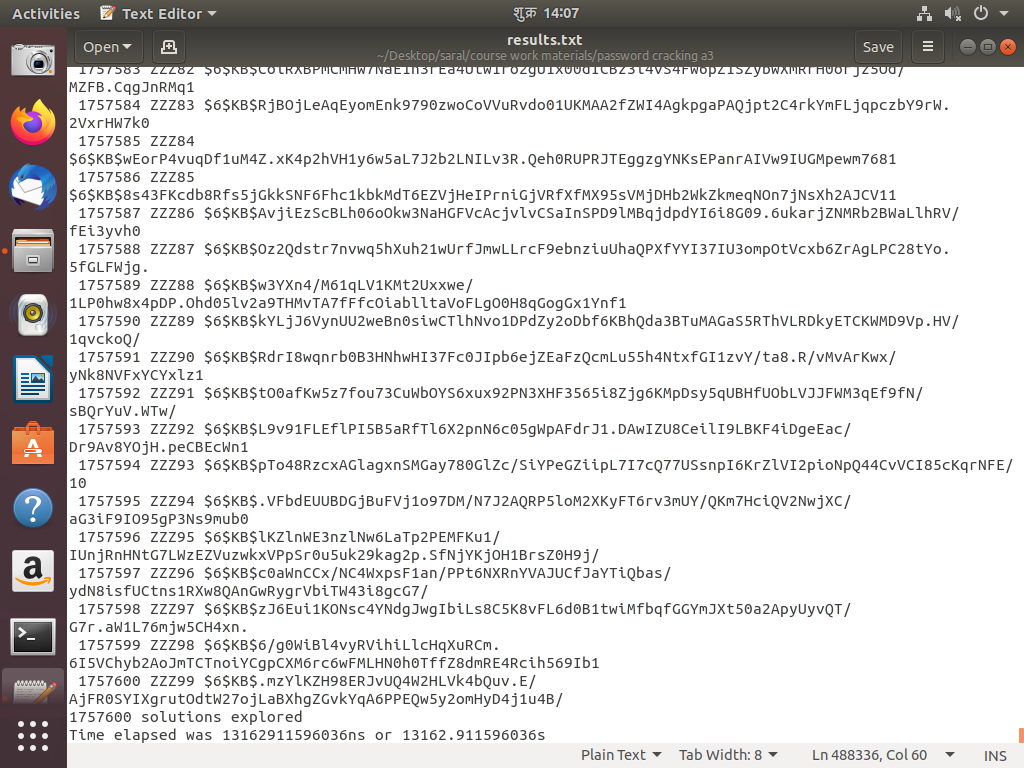 Activities
Text Editor
शुक्र 14:07
Open
results.txt
~/Desktop/saral/course work materials/password cracking a3
Save
MZFB.CqgJnRMq1
1757584 ZZZ83 $6$KB$RjBOjLeAqEyomEnk9790zwoCoVVuRvdo01UKMAA2fZWI4AgkpgaPAQjpt2C4rkYmFLjqpczbY9rW.
2VxrHW7k0
1757585 ZZZ84
$6$KB$wEorP4vuqDf1uM4Z.xK4p2hVH1y6w5aL7J2b2LNILv3R.Qeh0RUPRJTEggzgYNKsEPanrAIVw9IUGMpewm7681
1757586 ZZZ85
$6$KB$8s43FKcdb8Rfs5jGkkSNF6Fhc1kbkMdT6EZVjHeIPrniGjVRfXfMX95sVMjDHb2WkZkmeqNOn7jNsXh2AJCV11
1757587 ZZZ86 $6$KB$AvjiEzScBLh06oOkw3NaHGFVcAcjvlvCSaInSPD9lMBqjdpdYI6i8G09.6ukarjZNMRb2BWaLlhRV/
fEi3yvh0
1757588 ZZZ87 $6$KB$Oz2Qdstr7nvwq5hXuh21wUrfJmwLLrcF9ebnziuUhaQPXfYYI37IU3ompOtVcxb6ZrAgLPC28tYo.
5fGLFWjg.
1757589 ZZZ88 $6$KB$w3YXn4/M61qLV1KMt2Uxxwe/
1LP0hw8x4pDP.Ohd05lv2a9THMvTA7fFfcOiablltaVoFLgO0H8qGogGx1Ynf1
1757590 ZZZ89 $6$KB$kYLjJ6VynUU2weBn0siwCTlhNvo1DPdZy2oDbf6KBhQda3BTuMAGaS5RThVLRDkyETCKWMD9Vp.HV/
1qvckoQ/
1757591 ZZZ90 $6$KB$RdrI8wqnrb0B3HNhwHI37Fc0JIpb6ejZEaFzQcmLu55h4NtxfGI1zvY/ta8.R/vMvArKwx/
yNk8NVFxYCYxlz1
1757592 ZZZ91 $6$KB$tO0afKw5z7fou73CuWbOYS6xux92PN3XHF3565i8Zjg6KMpDsy5qUBHfUObLVJJFWM3qEf9fN/
sBQrYuV.WTw/
1757593 ZZZ92 $6$KB$L9v91FLEflPI5B5aRfTl6X2pnN6c05gWpAFdrJ1.DAwIZU8CeilI9LBKF4iDgeEac/
Dr9Av8YOjH.peCBEcWn1
1757594 ZZZ93 $6$KB$pTo48RzcxAGlagxnSMGay780GlZc/SiYPeGZiipL7I7cQ77USsnpI6KrZlVI2pioNpQ44CvVCI85cKqrNFE/
10
1757595 ZZZ94 $6$KB$.VFbdEUUBDGjBuFVj1o97DM/N7J2AQRP5loM2XKyFT6rv3mUY/QKm7HciQV2NwjXC/
aG3iF9IO95gP3Ns9mub0
1757596 ZZZ95 $6$KB$lKZlnWE3nzlNw6LaTp2PEMFKu1/
IUnjRnHNtG7LWzEZVuzwkxVPpSr0u5uk29kag2p.SfNjYKjOH1BrsZ0H9j/
1757597 ZZZ96 $6$KB$c0aWnCCx/NC4WxpsF1an/PPt6NXRnYVAJUCfJaYTiQbas/
ydN8isfUCtns1RXw8QAnGwRygrVbiTW43i8gcG7/
1757598 ZZZ97 $6$KB$zJ6Eui1KONsc4YNdgJwgIbiLs8C5K8vFL6d0B1twiMfbqfGGYmJXt50a2ApyUyvQT/
G7r.aW1L76mjw5CH4xn.
1757599 ZZZ98 $6$KB$6/g0WiBl4vyRVihiLlcHqXuRCm.
6I5VChyb2AoJmTCTnoiYCgpCXM6rc6wFMLHN0h0TffZ8dmRE4Rcih569Ib1
1757600 ZZZ99 $6$KB$.mzYlKZH98ERJvUQ4W2HLVk4bQuv.E/
AjFR0SYIXgrutOdtW27ojLaBXhgZGvkYqA6PPEQw5y2omHyD4j1u4B/
1757600 solutions explored
Time elapsed was 13162911596036ns or 13162.911596036s
Plain Text
Tab Width: 8
Ln 488336, Col 60
INS